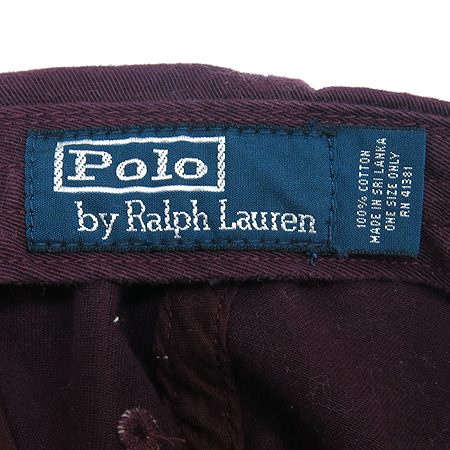 Polo
by Ralph Lauren
100% COTTON
MADE IN SRI LANKA
ONE SIZE ONLY
RN 41381